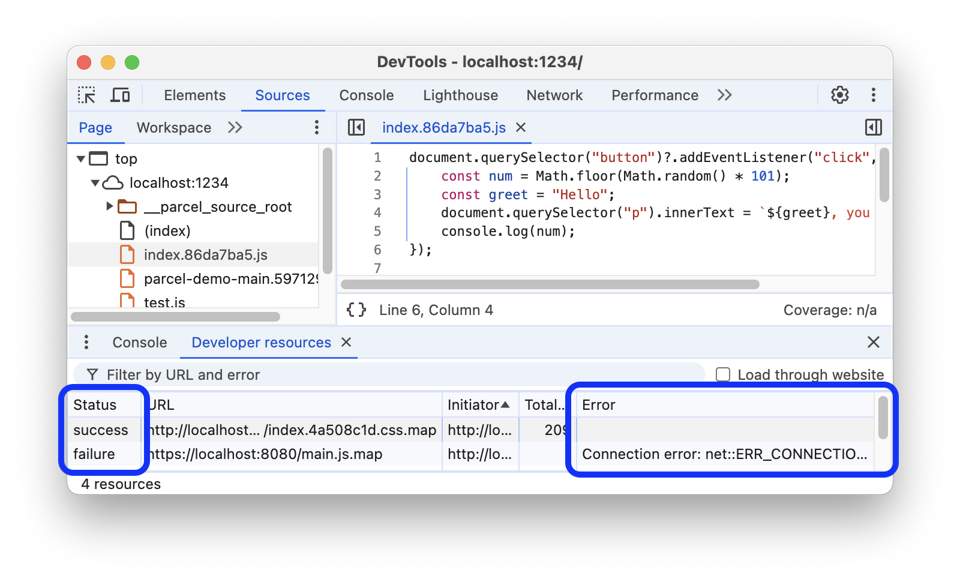 DevTools - localhost:1234/
Elements Sources Console Lighthouse Network Performance
Page Workspace
index.86da7ba5.js
top
localhost:1234
__parcel_source_root
(index)
index.86da7ba5.js
parcel-demo-main.597129
test.js
1 document.querySelector("button")?.addEventListener("click",
2 const num = Math.floor(Math.random() * 101);
3 const greet = "Hello";
4 document.querySelector("p").innerText = `${greet}, you
5 console.log(num);
6 });
7
{} Line 6, Column 4 Coverage: n/a
Console Developer resources
Filter by URL and error Load through website
Status URL Initiator Total... Error
success http://localhost… /index.4a508c1d.css.map http://lo... 209
failure https://localhost:8080/main.js.map http://lo... Connection error: net::ERR_CONNECTIO...
4 resources